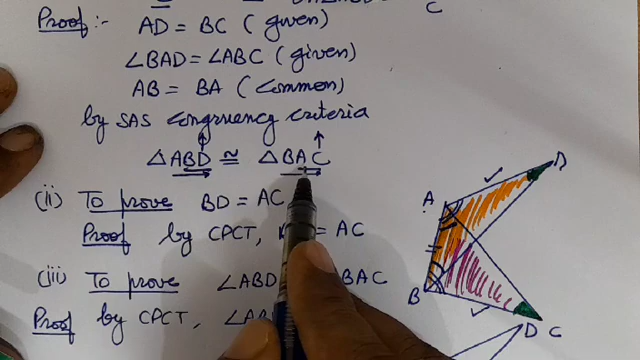 Proof :- AD = BC (given)
∠BAD = ∠ABC (given)
AB = BA (common)
by SAS congruency criteria
△ABD ≅ △BAC
(ii) To prove BD = AC
Proof by CPCT, = AC
(iii) To prove ∠ABD BAC
Proof by CPCT, ∠AB
A
D
B
D C
C